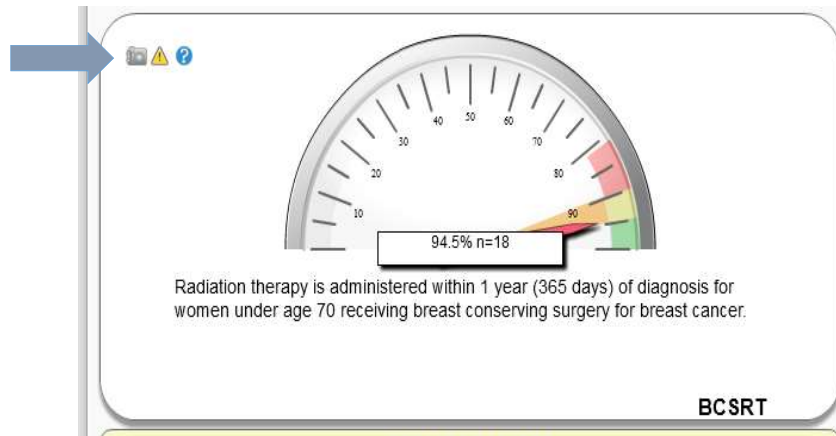 ?
10
20
30
40
50
60
70
80
90
94.5% n=18
Radiation therapy is administered within 1 year (365 days) of diagnosis for
women under age 70 receiving breast conserving surgery for breast cancer.
BCSRT